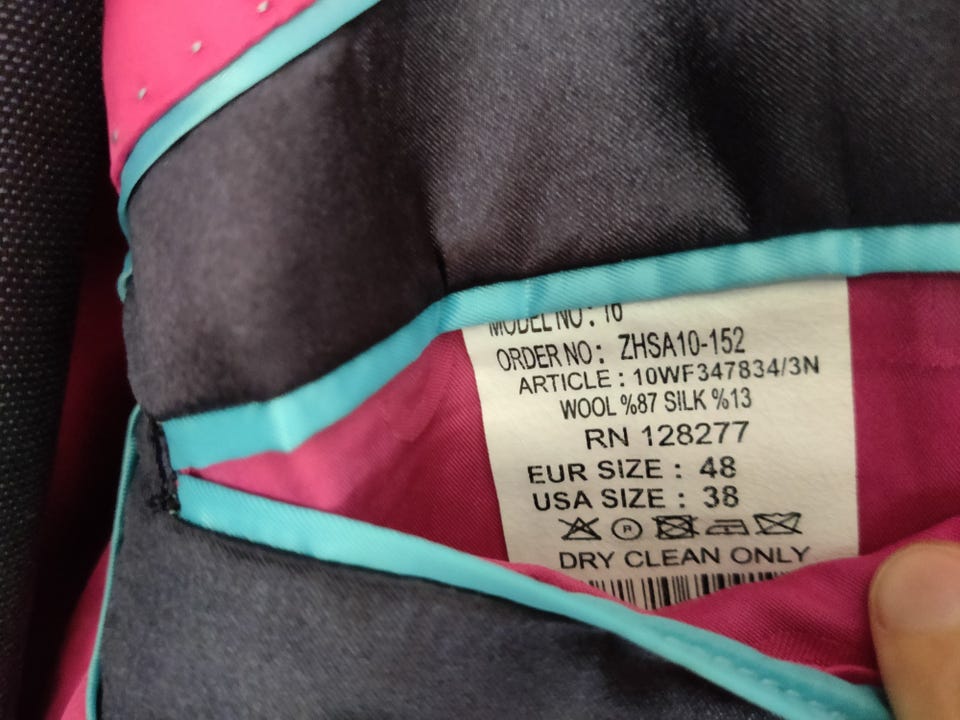 MODEL NO : 16
ORDER NO : ZHSA10-152
ARTICLE : 10WF347834/3N
WOOL %87 SILK %13
RN 128277
EUR SIZE : 48
USA SIZE : 38
DRY CLEAN ONLY